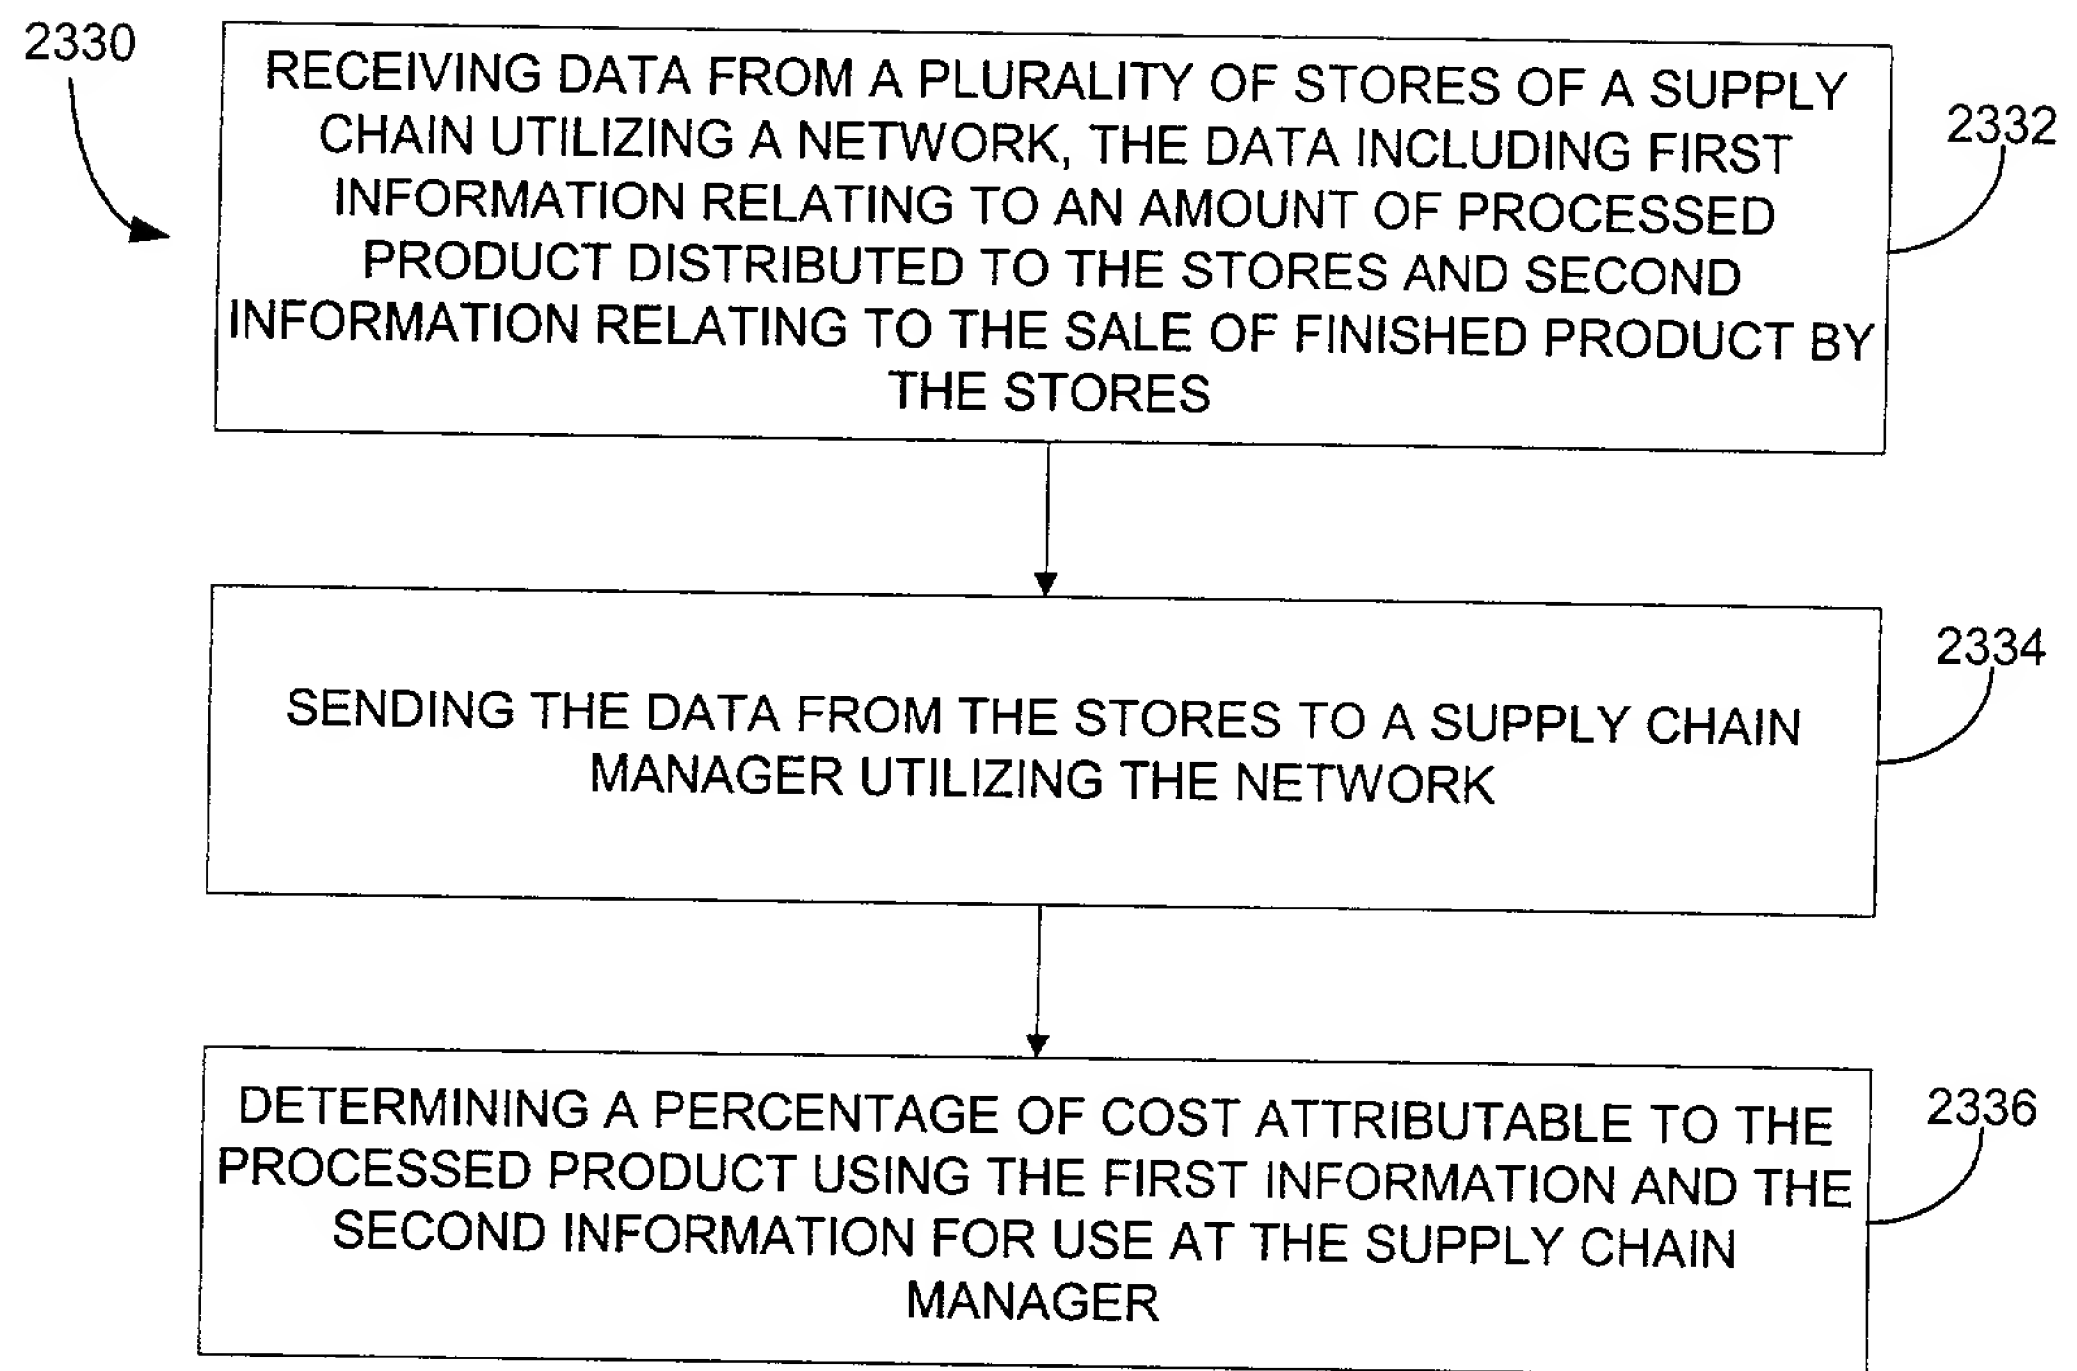 2330
RECEIVING DATA FROM A PLURALITY OF STORES OF A SUPPLY
CHAIN UTILIZING A NETWORK, THE DATA INCLUDING FIRST
INFORMATION RELATING TO AN AMOUNT OF PROCESSED
PRODUCT DISTRIBUTED TO THE STORES AND SECOND
INFORMATION RELATING TO THE SALE OF FINISHED PRODUCT BY
THE STORES
2332
SENDING THE DATA FROM THE STORES TO A SUPPLY CHAIN
MANAGER UTILIZING THE NETWORK
2334
DETERMINING A PERCENTAGE OF COST ATTRIBUTABLE TO THE
PROCESSED PRODUCT USING THE FIRST INFORMATION AND THE
SECOND INFORMATION FOR USE AT THE SUPPLY CHAIN
MANAGER
2336